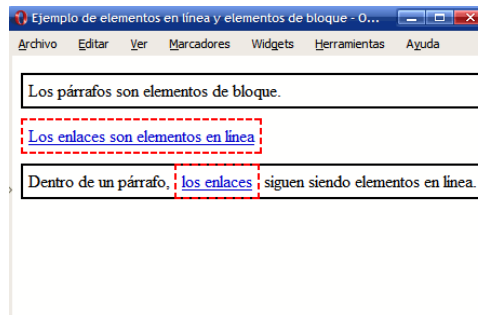 Ejemplo de elementos en línea y elementos de bloque - O...
Archivo Editar Ver Marcadores Widgets Herramientas Ayuda
Los párrafos son elementos de bloque.
Los enlaces son elementos en línea
Dentro de un párrafo, los enlaces siguen siendo elementos en línea.